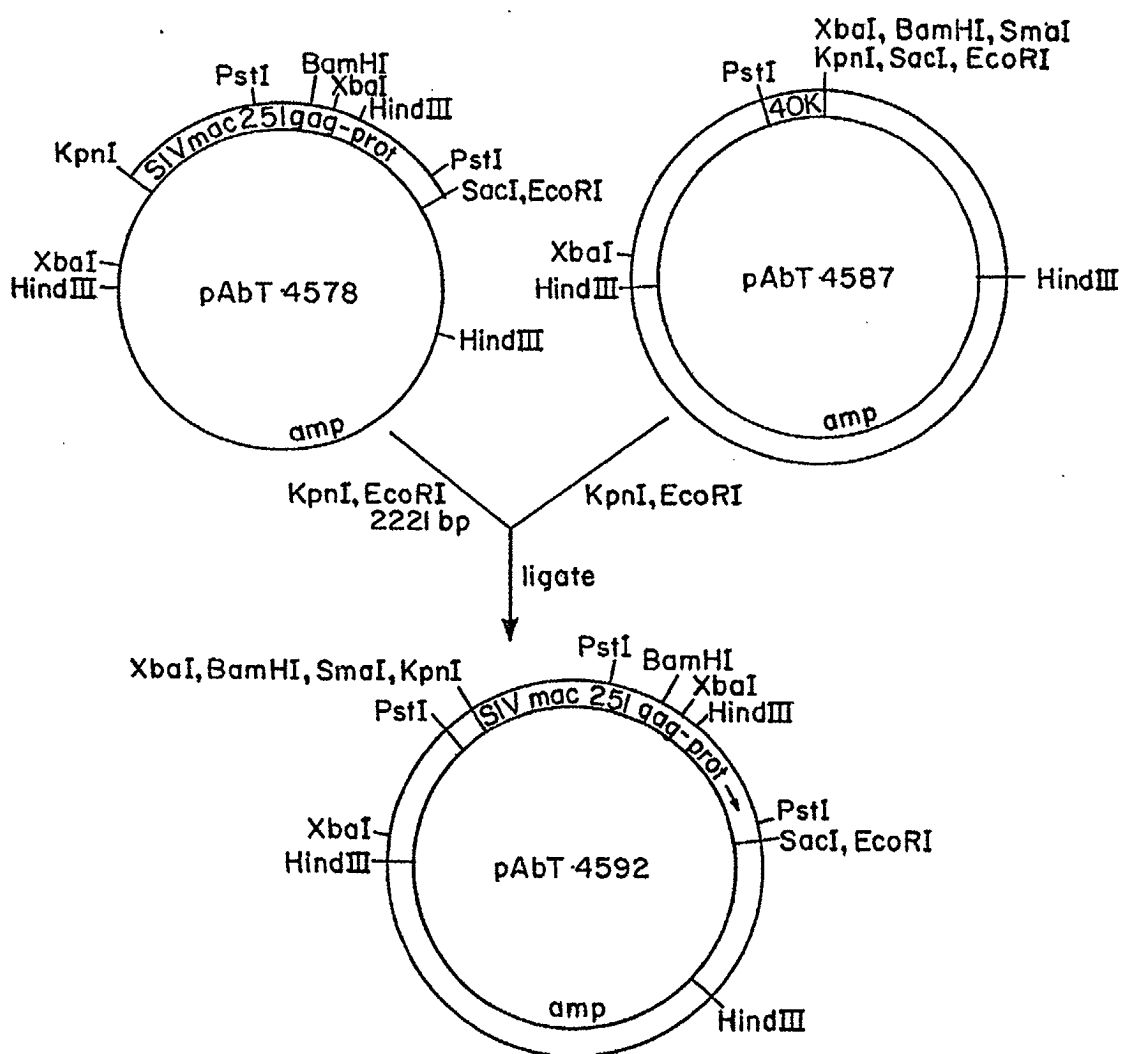 PstI
BamHI
XbaI
HindIII
SIVmac251gag-prot
KpnI
PstI
SacI,EcoRI
XbaI
HindIII
pAbT·4578
HindIII
amp
XbaI, BamHI, SmaI
KpnI, SacI, EcoRI
PstI
40K
XbaI
HindIII
pAbT·4587
HindIII
amp
KpnI,EcoRI
2221 bp
KpnI,EcoRI
ligate
XbaI,BamHI, SmaI,KpnI
PstI
BamHI
XbaI
HindIII
PstI
SIV mac 251 gag-prot →
PstI
SacI, EcoRI
XbaI
HindIII
pAbT·4592
amp
HindIII